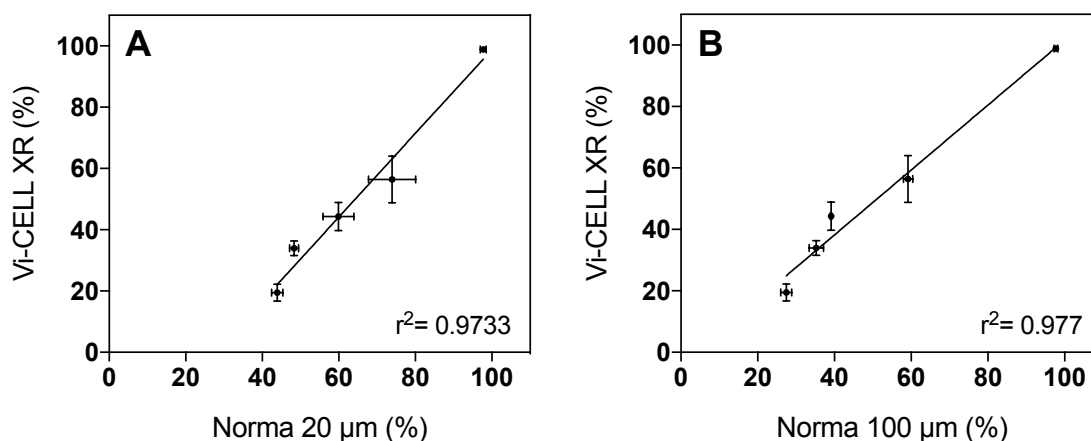 A
Vi-CELL XR (%)
100
80
60
40
20
0
r²= 0.9733
0 20 40 60 80 100
Norma 20 µm (%)
B
Vi-CELL XR (%)
100
80
60
40
20
0
r²= 0.977
0 20 40 60 80 100
Norma 100 µm (%)